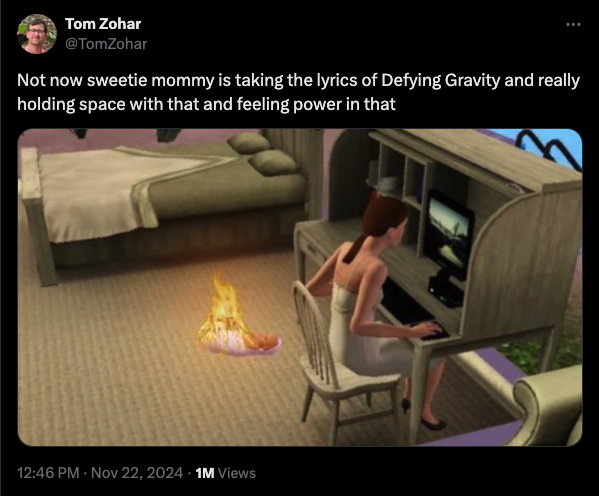 Tom Zohar
@TomZohar
Not now sweetie mommy is taking the lyrics of Defying Gravity and really
holding space with that and feeling power in that
12:46 PM · Nov 22, 2024 · 1M Views